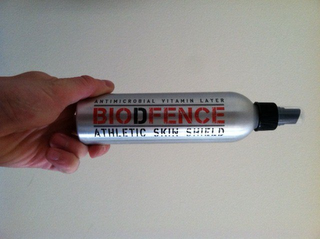 ANTIMICROBIAL VITAMIN LAYER
BIODFENCE
ATHLETIC SKIN SHIELD